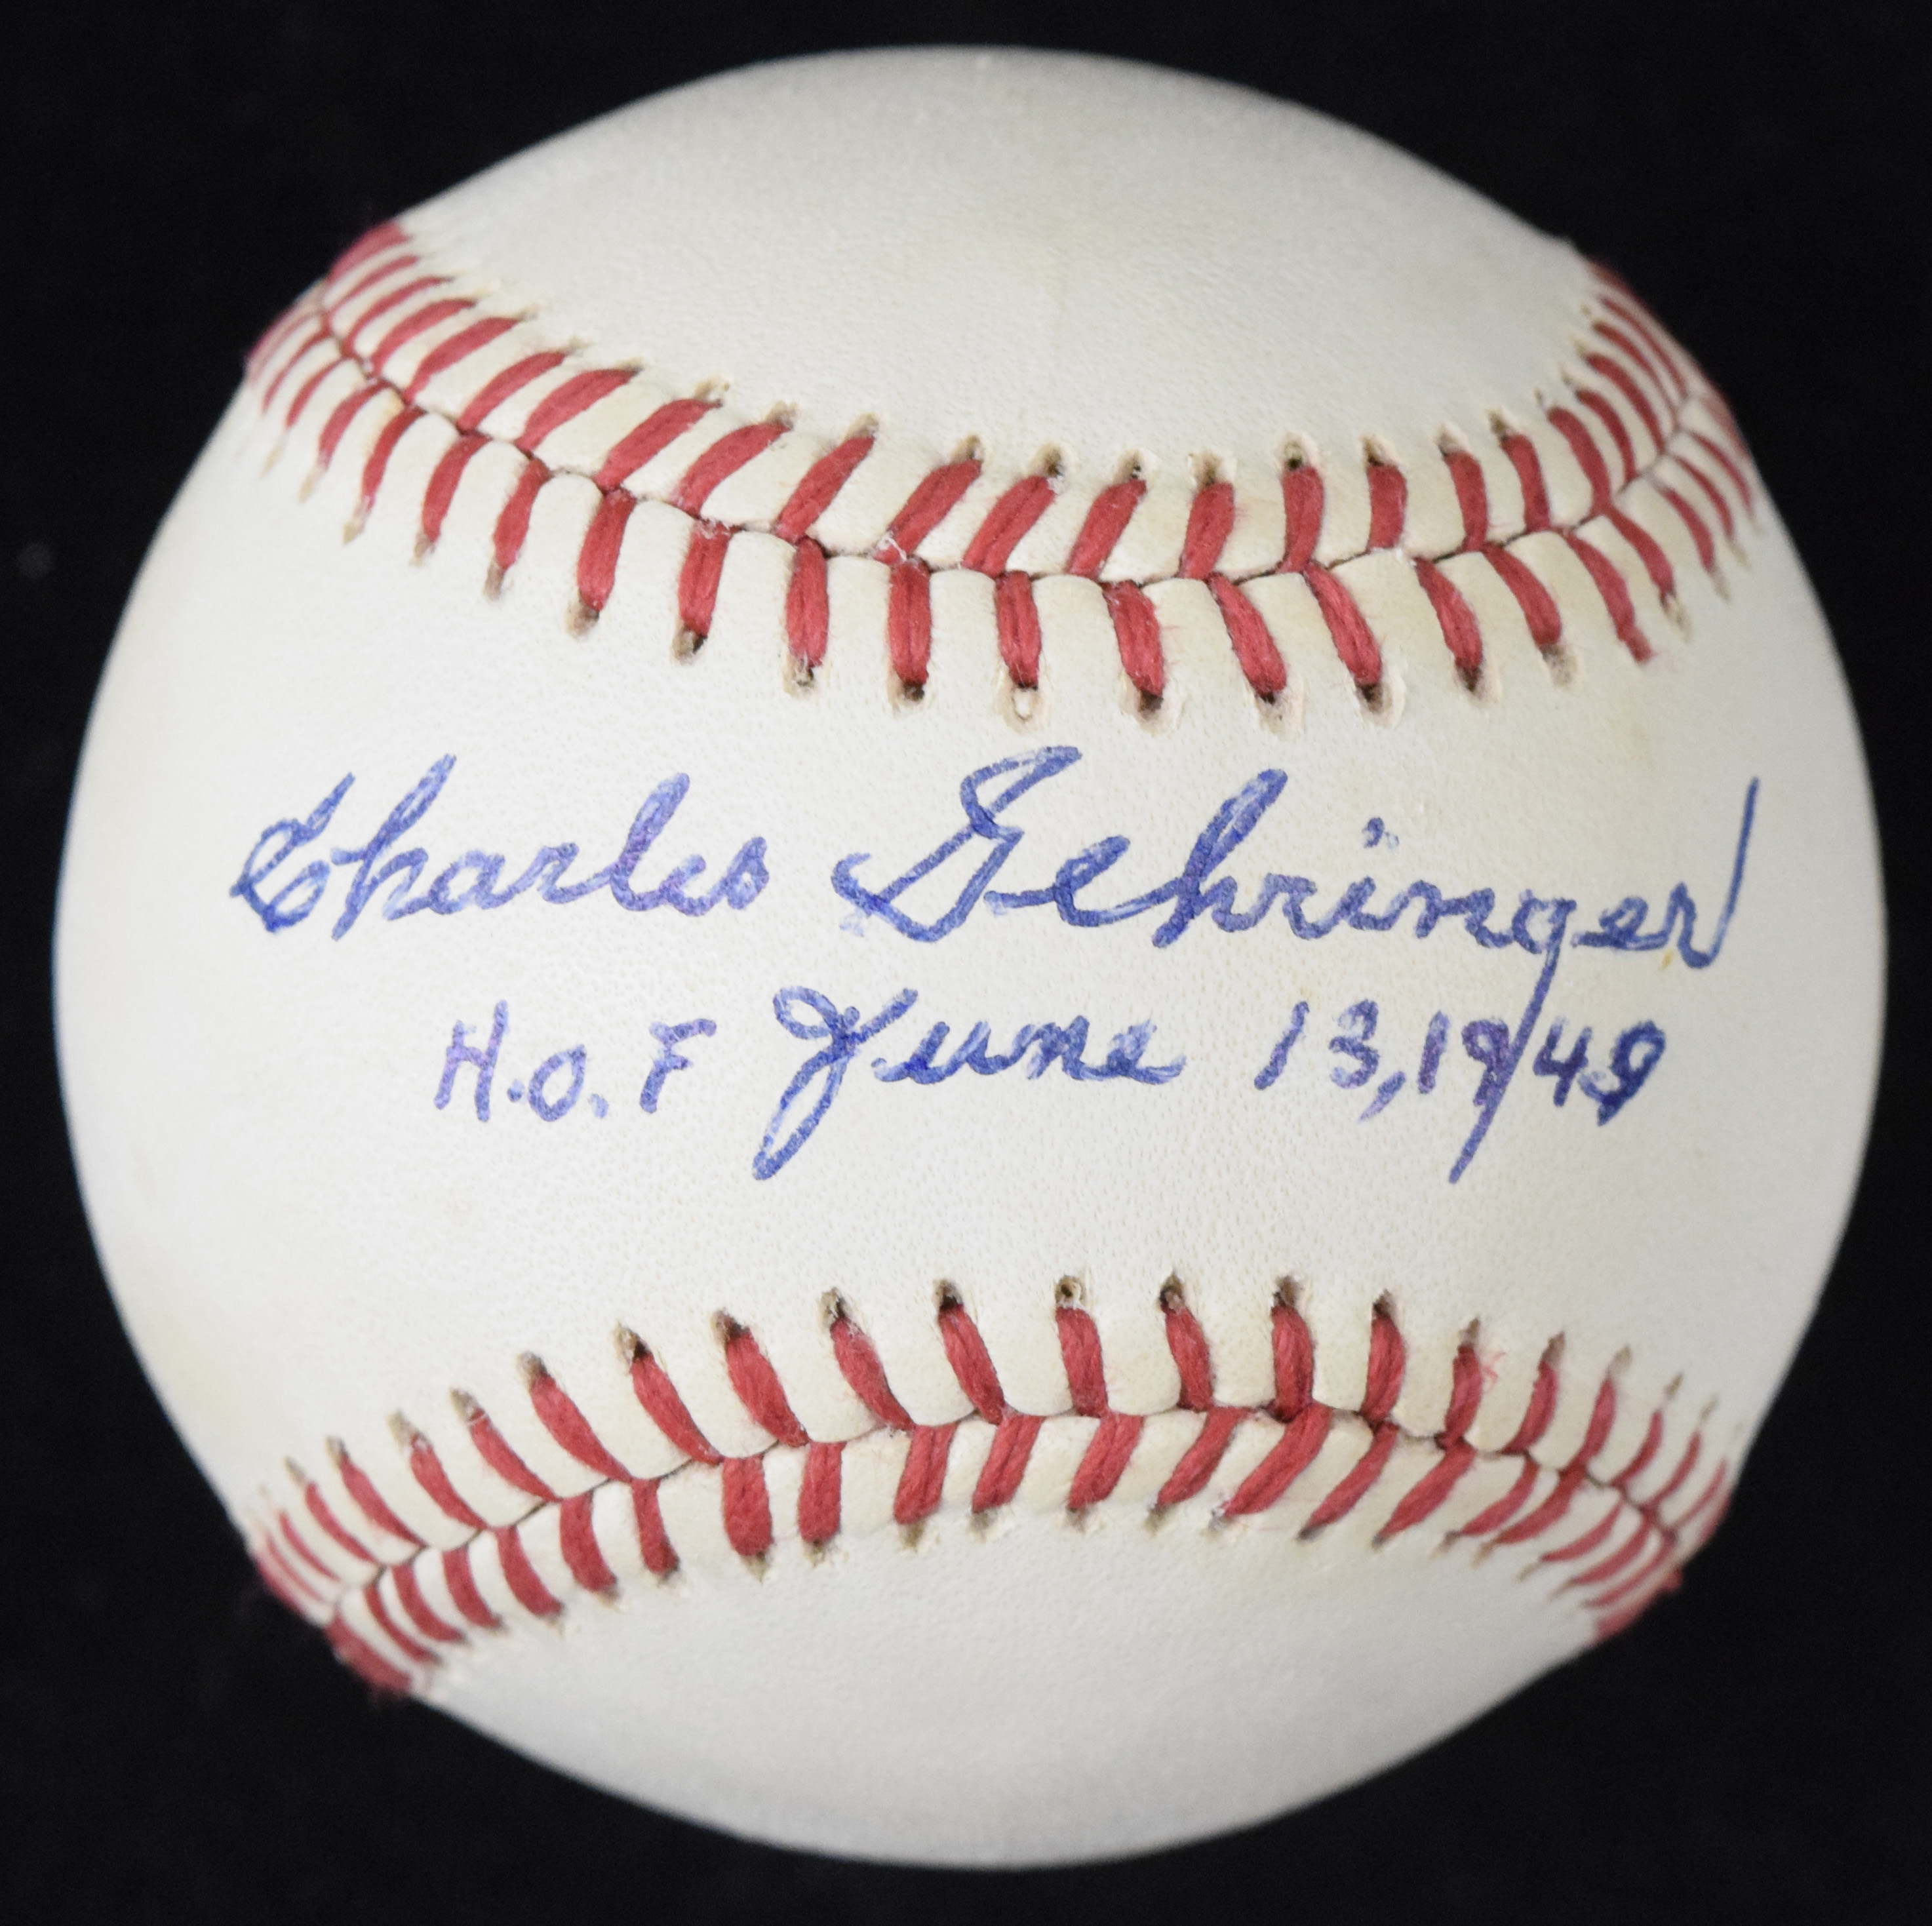 Charles Gehringer
H.O.F June 13, 1949